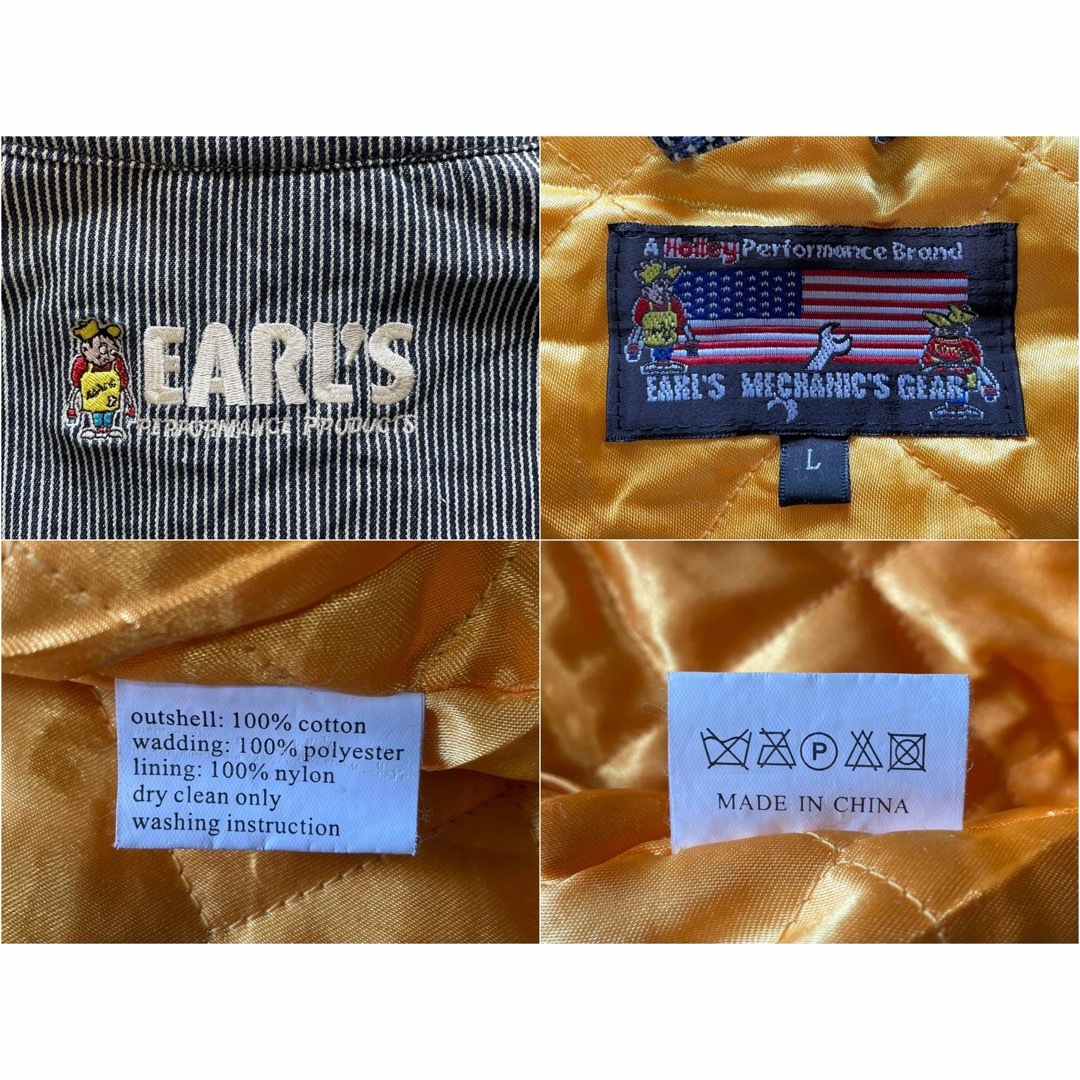 EARL'S
PERFORMANCE PRODUCTS
A Holley Performance Brand
EARL'S MECHANIC'S GEAR
L
outshell: 100% cotton
wadding: 100% polyester
lining: 100% nylon
dry clean only
washing instruction
P
MADE IN CHINA